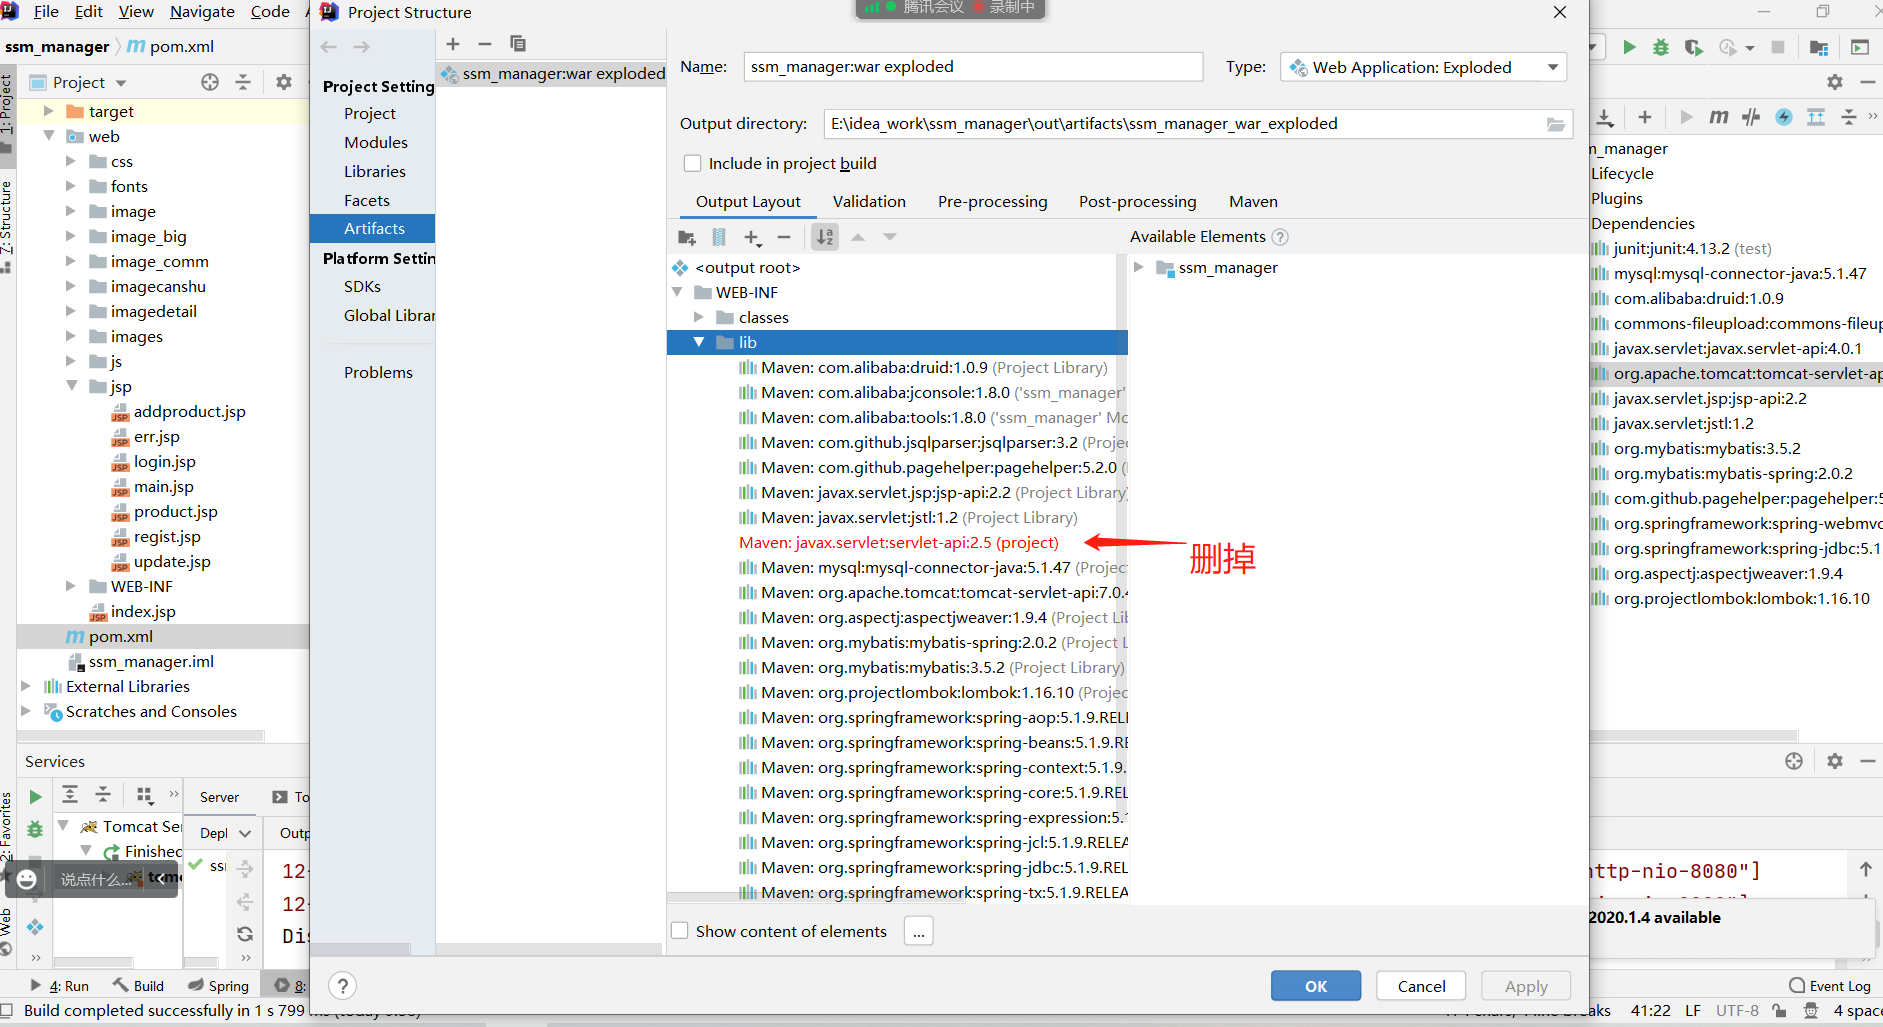 File Edit View Navigate Code
Project Structure
腾讯会议 录制中
ssm_manager pom.xml
Name: ssm_manager:war exploded Type: Web Application: Exploded
ssm_manager:war exploded
Project
1: Project
Z: Structure
2: Favorites
Web
target
web
css
fonts
image
image_big
image_comm
imagecanshu
imagedetail
images
js
jsp
addproduct.jsp
err.jsp
login.jsp
main.jsp
product.jsp
regist.jsp
update.jsp
WEB-INF
index.jsp
pom.xml
ssm_manager.iml
External Libraries
Scratches and Consoles
Project Setting
Project
Modules
Libraries
Facets
Artifacts
Platform Settin
SDKs
Global Librar
Problems
Output directory: E:\idea_work\ssm_manager\out\artifacts\ssm_manager_war_exploded
Include in project build
Output Layout Validation Pre-processing Post-processing Maven
Available Elements ?
<output root>
WEB-INF
classes
lib
Maven: com.alibaba:druid:1.0.9 (Project Library)
Maven: com.alibaba:jconsole:1.8.0 ('ssm_manager'
Maven: com.alibaba:tools:1.8.0 ('ssm_manager' Mo
Maven: com.github.jsqlparser:jsqlparser:3.2 (Projec
Maven: com.github.pagehelper:pagehelper:5.2.0 (
Maven: javax.servlet.jsp:jsp-api:2.2 (Project Library)
Maven: javax.servlet:jstl:1.2 (Project Library)
Maven: javax.servlet:servlet-api:2.5 (project)
Maven: mysql:mysql-connector-java:5.1.47 (Projec
Maven: org.apache.tomcat:tomcat-servlet-api:7.0.4
Maven: org.aspectj:aspectjweaver:1.9.4 (Project Lib
Maven: org.mybatis:mybatis-spring:2.0.2 (Project L
Maven: org.mybatis:mybatis:3.5.2 (Project Library)
Maven: org.projectlombok:lombok:1.16.10 (Projec
Maven: org.springframework:spring-aop:5.1.9.REL
Maven: org.springframework:spring-beans:5.1.9.RE
Maven: org.springframework:spring-context:5.1.9.
Maven: org.springframework:spring-core:5.1.9.REL
Maven: org.springframework:spring-expression:5.1
Maven: org.springframework:spring-jcl:5.1.9.RELEA
Maven: org.springframework:spring-jdbc:5.1.9.REL
Maven: org.springframework:spring-tx:5.1.9.RELEA
ssm_manager
删掉
Show content of elements ...
? OK Cancel Apply
n_manager
Lifecycle
Plugins
Dependencies
junit:junit:4.13.2 (test)
mysql:mysql-connector-java:5.1.47
com.alibaba:druid:1.0.9
commons-fileupload:commons-fileup
javax.servlet:javax.servlet-api:4.0.1
org.apache.tomcat:tomcat-servlet-ap
javax.servlet.jsp:jsp-api:2.2
javax.servlet:jstl:1.2
org.mybatis:mybatis:3.5.2
org.mybatis:mybatis-spring:2.0.2
com.github.pagehelper:pagehelper:5
org.springframework:spring-webmvc
org.springframework:spring-jdbc:5.1
org.aspectj:aspectjweaver:1.9.4
org.projectlombok:lombok:1.16.10
Services
Server To
Tomcat Ser
Depl Outp
Finished
ssi
说点什么... tomc
12-
12-
Dis
http-nio-8080"]
2020.1.4 available
4: Run Build Spring 8:
Event Log
Build completed successfully in 1 s 799
41:22 LF UTF-8 4 space